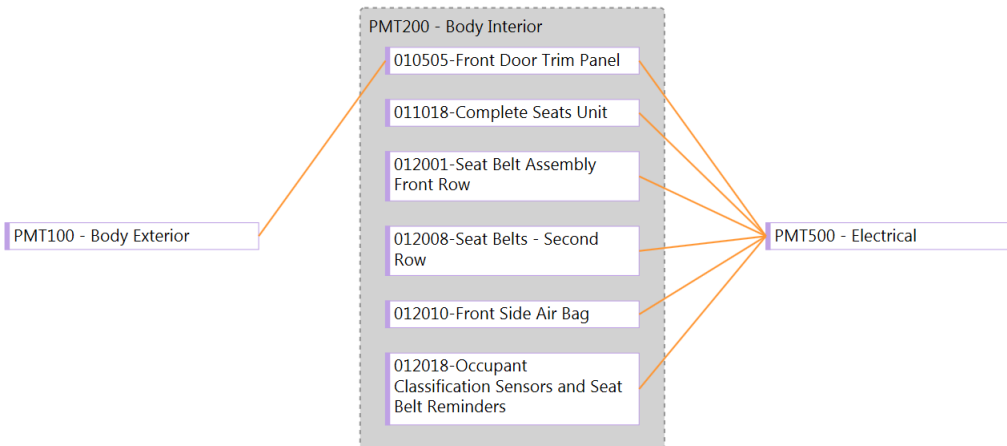 PMT200 - Body Interior
010505-Front Door Trim Panel
011018-Complete Seats Unit
012001-Seat Belt Assembly
Front Row
PMT100 - Body Exterior
PMT500 - Electrical
012008-Seat Belts - Second
Row
012010-Front Side Air Bag
012018-Occupant
Classification Sensors and Seat
Belt Reminders